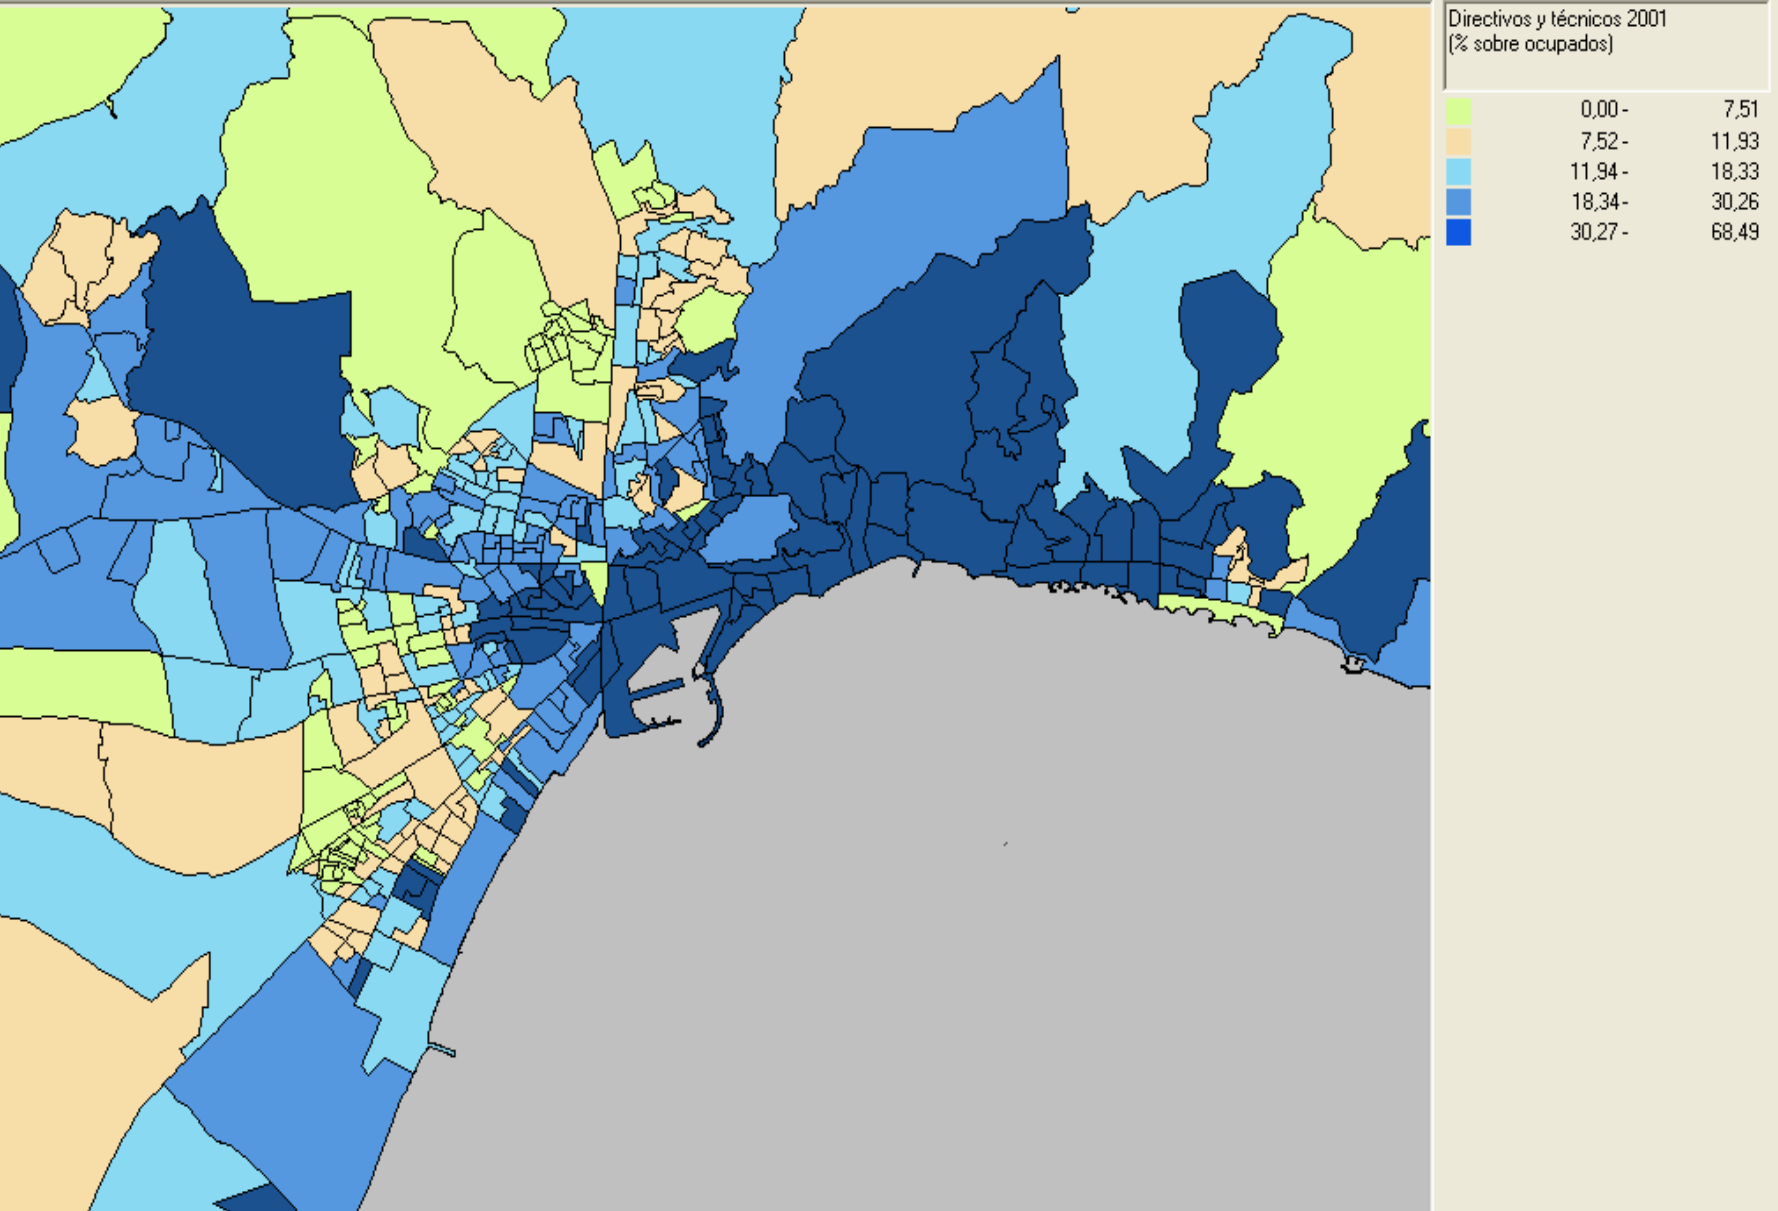 Directivos y técnicos 2001
(% sobre ocupados)
0,00 - 7,51
7,52 - 11,93
11,94 - 18,33
18,34 - 30,26
30,27 - 68,49